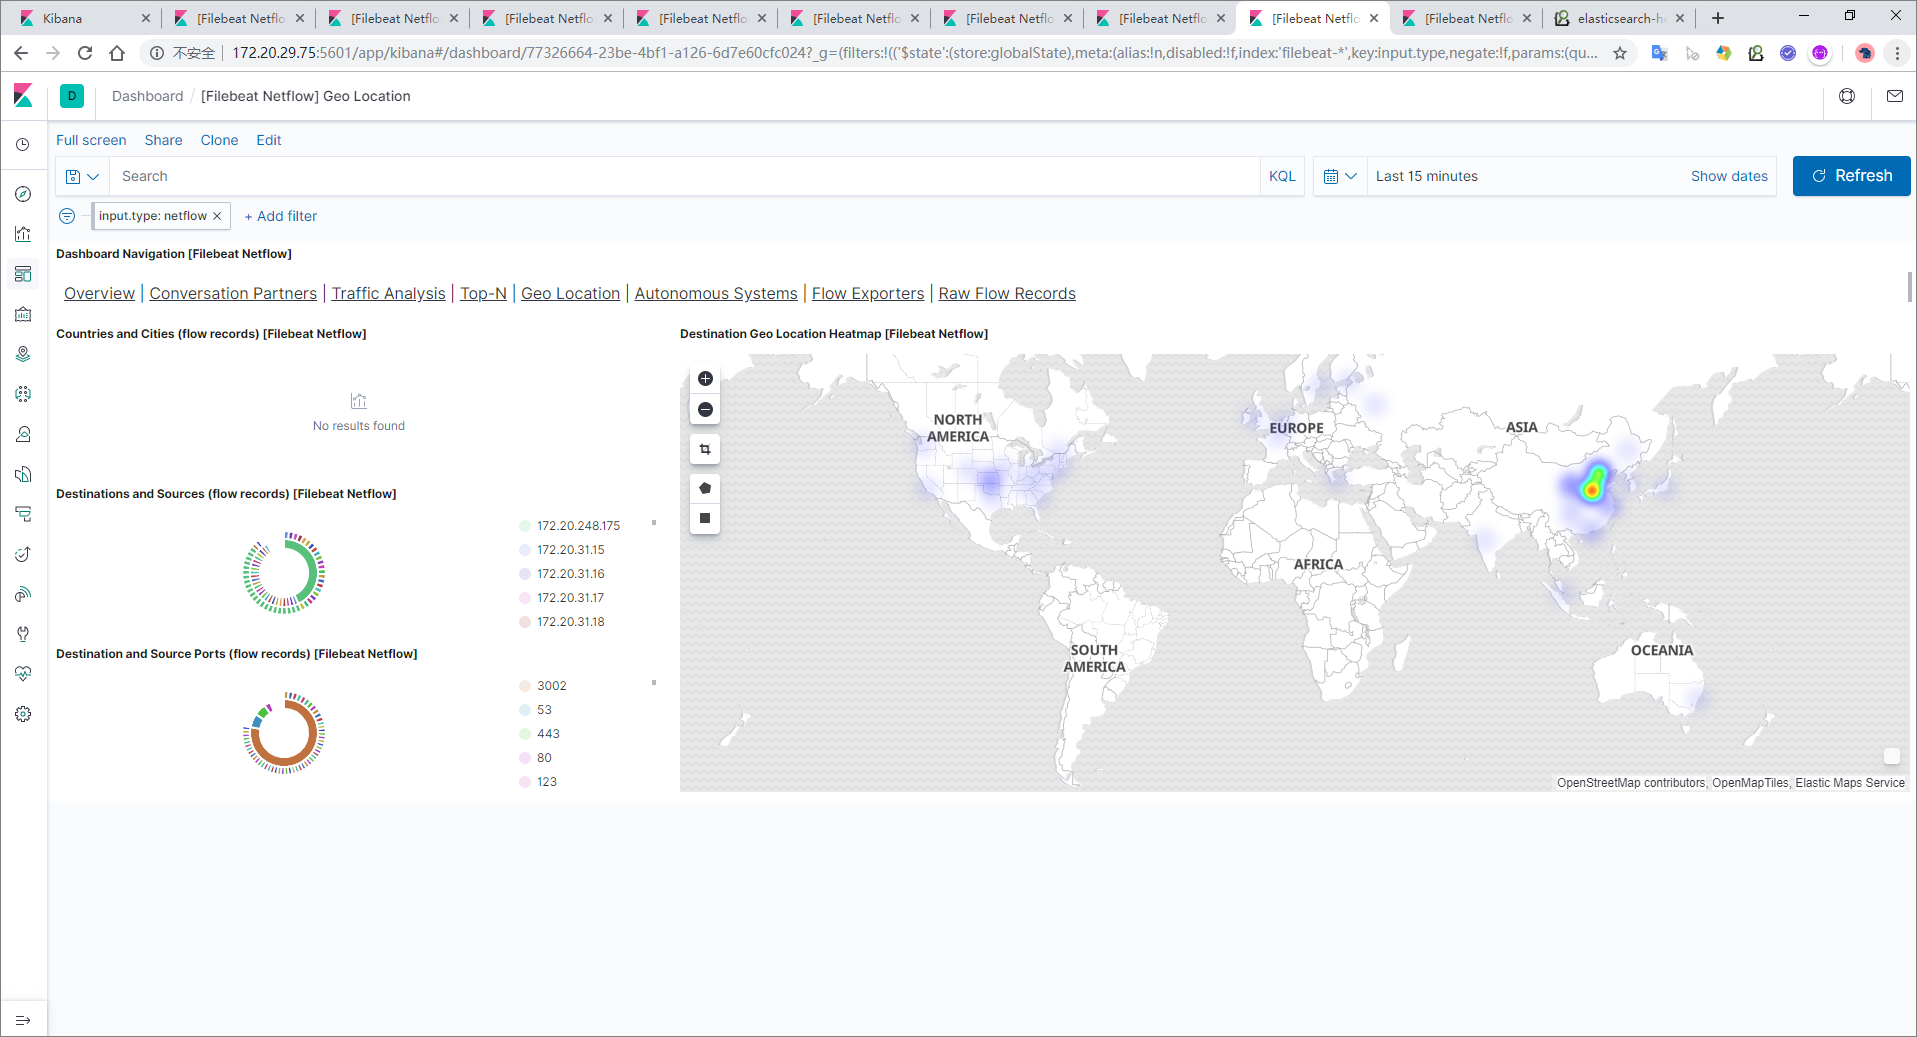 Kibana
[Filebeat Netflo
[Filebeat Netflo
[Filebeat Netflo
[Filebeat Netflo
[Filebeat Netflo
[Filebeat Netflo
[Filebeat Netflo
[Filebeat Netflo
[Filebeat Netflo
elasticsearch-he
不安全 172.20.29.75:5601/app/kibana#/dashboard/77326664-23be-4bf1-a126-6d7e60cfc024?_g=(filters:!(('$state':(store:globalState),meta:(alias:!n,disabled:!f,index:'filebeat-*',key:input.type,negate:!f,params:(qu...
D
Dashboard / [Filebeat Netflow] Geo Location
Full screen Share Clone Edit
Search KQL Last 15 minutes Show dates Refresh
input.type: netflow + Add filter
Dashboard Navigation [Filebeat Netflow]
Overview | Conversation Partners | Traffic Analysis | Top-N | Geo Location | Autonomous Systems | Flow Exporters | Raw Flow Records
Countries and Cities (flow records) [Filebeat Netflow]
No results found
Destinations and Sources (flow records) [Filebeat Netflow]
172.20.248.175
172.20.31.15
172.20.31.16
172.20.31.17
172.20.31.18
Destination and Source Ports (flow records) [Filebeat Netflow]
3002
53
443
80
123
Destination Geo Location Heatmap [Filebeat Netflow]
NORTH
AMERICA
EUROPE
ASIA
AFRICA
SOUTH
AMERICA
OCEANIA
OpenStreetMap contributors, OpenMapTiles, Elastic Maps Service